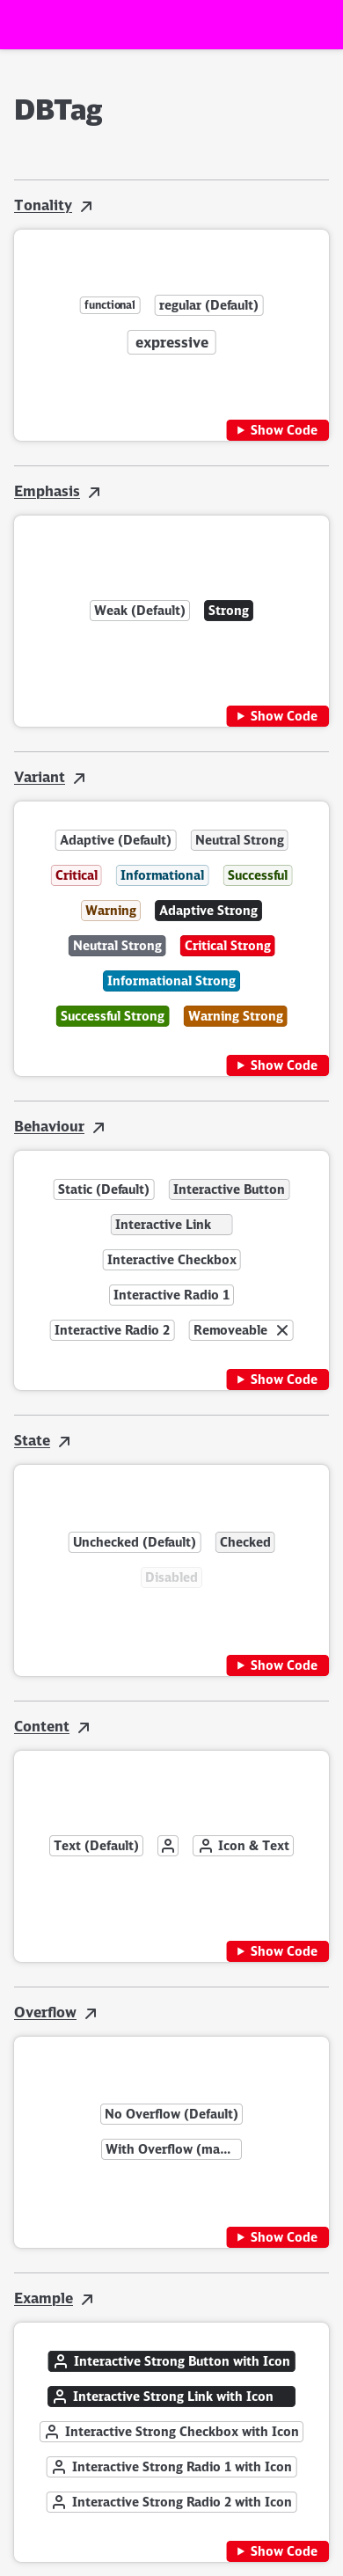 DBTag
Tonality
functional regular (Default)
expressive
Show Code
Emphasis
Weak (Default) Strong
Show Code
Variant
Adaptive (Default) Neutral Strong
Critical Informational Successful
Warning Adaptive Strong
Neutral Strong Critical Strong
Informational Strong
Successful Strong Warning Strong
Show Code
Behaviour
Static (Default) Interactive Button
Interactive Link
Interactive Checkbox
Interactive Radio 1
Interactive Radio 2 Removeable
Show Code
State
Unchecked (Default) Checked
Disabled
Show Code
Content
Text (Default) Icon & Text
Show Code
Overflow
No Overflow (Default)
With Overflow (ma...
Show Code
Example
Interactive Strong Button with Icon
Interactive Strong Link with Icon
Interactive Strong Checkbox with Icon
Interactive Strong Radio 1 with Icon
Interactive Strong Radio 2 with Icon
Show Code